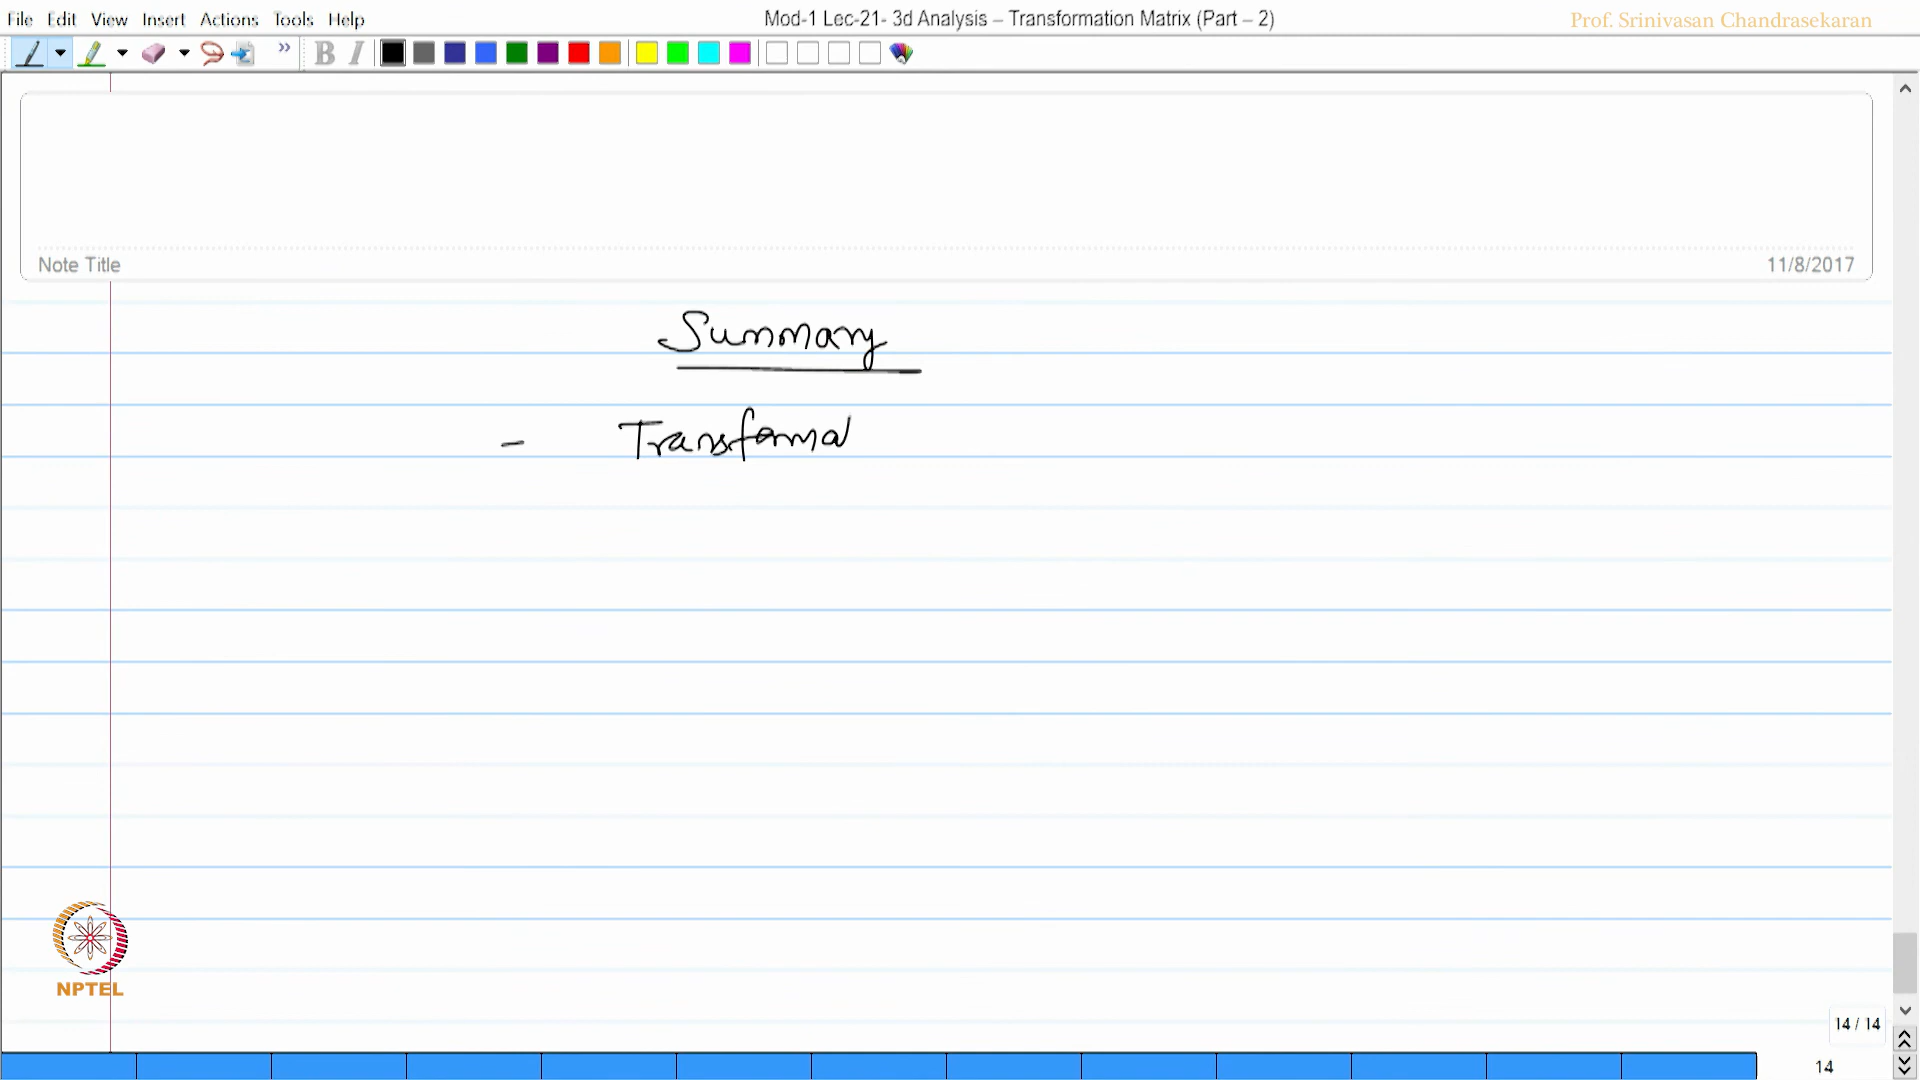 File Edit View Insert Actions Tools Help
Mod-1 Lec-21- 3d Analysis – Transformation Matrix (Part – 2)
Prof. Srinivasan Chandrasekaran
» B I
Note Title
11/8/2017
Summary
- Transforma
NPTEL
14 / 14
14